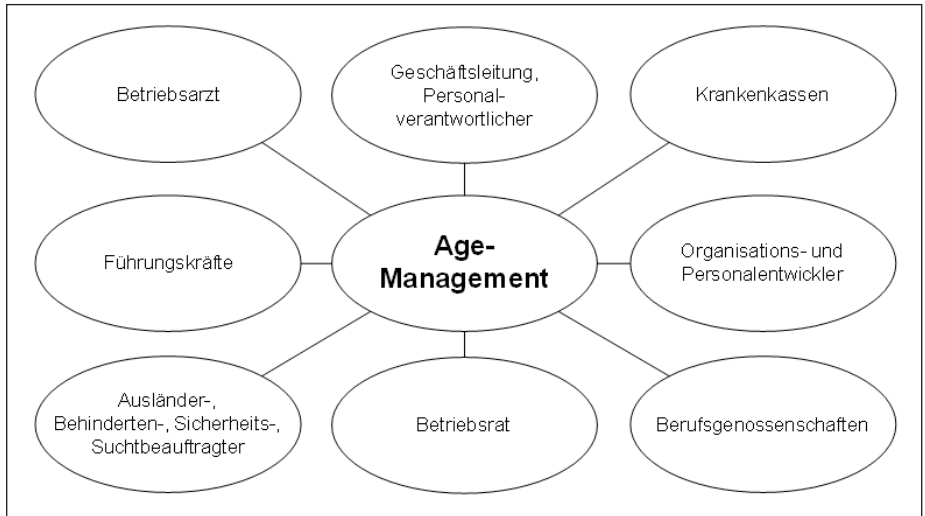 Betriebsarzt
Geschäftsleitung,
Personal-
verantwortlicher
Krankenkassen
Führungskräfte
Age-
Management
Organisations- und
Personalentwickler
Ausländer-,
Behinderten-, Sicherheits-,
Suchtbeauftragter
Betriebsrat
Berufsgenossenschaften